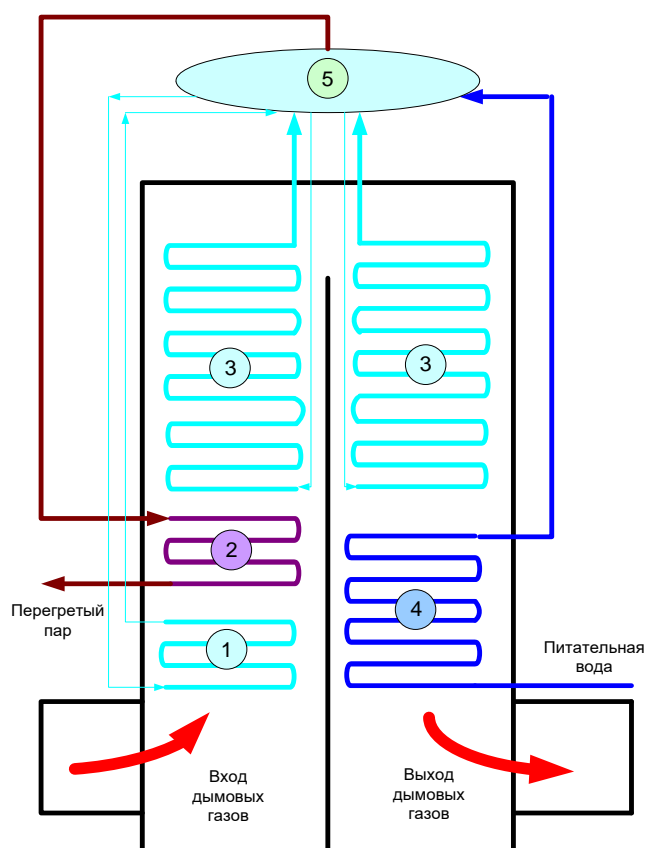 5
3
3
2
4
Перегретый
пар
1
Питательная
вода
Вход
дымовых
газов
Выход
дымовых
газов